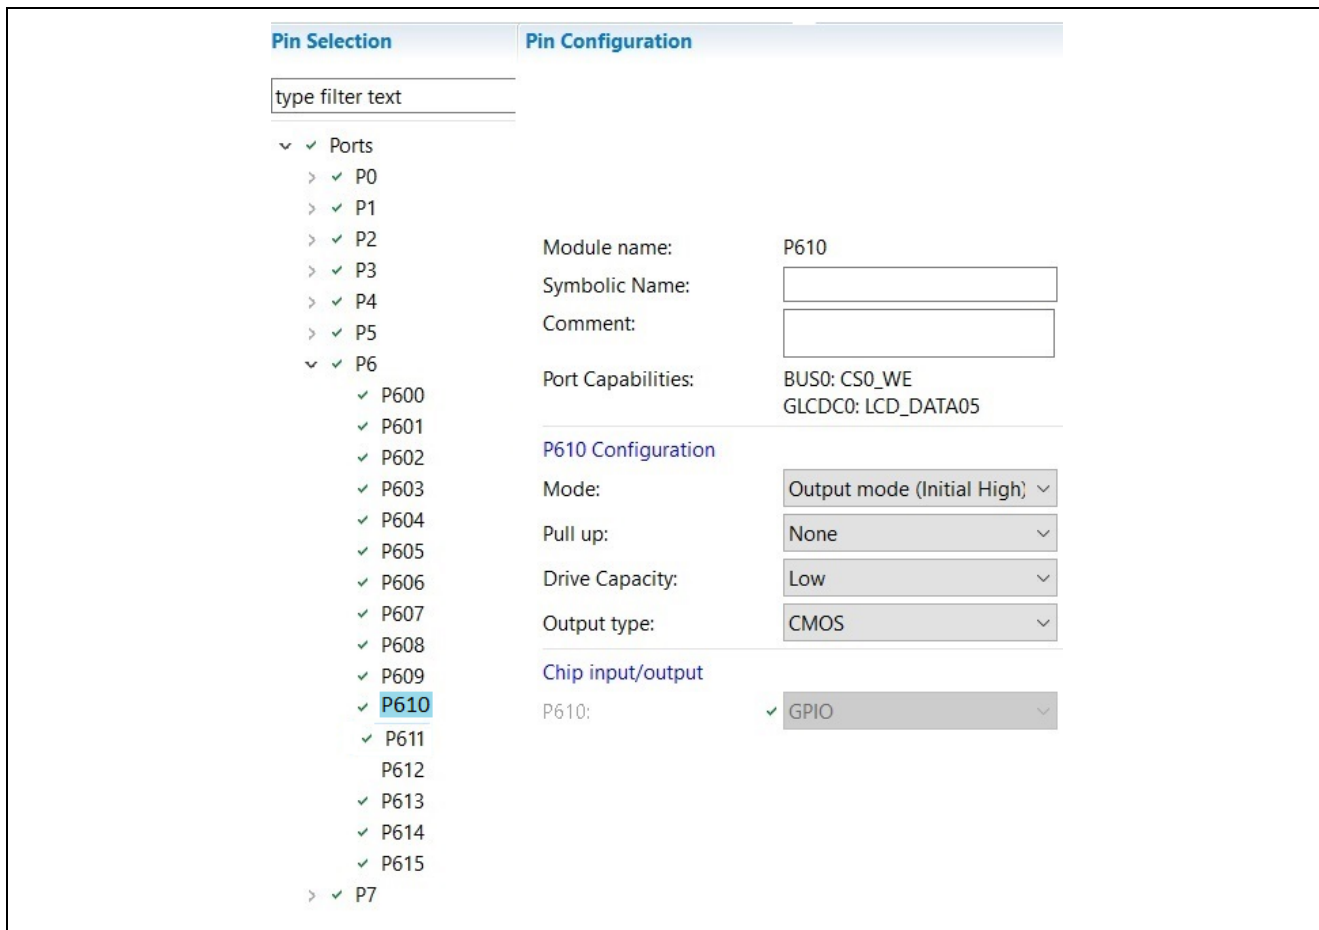 Pin Selection
type filter text
Ports
P0
P1
P2
P3
P4
P5
P6
P600
P601
P602
P603
P604
P605
P606
P607
P608
P609
P610
P611
P612
P613
P614
P615
P7
Pin Configuration
Module name: P610
Symbolic Name:
Comment:
Port Capabilities: BUS0: CS0_WE
GLCDC0: LCD_DATA05
P610 Configuration
Mode: Output mode (Initial High)
Pull up: None
Drive Capacity: Low
Output type: CMOS
Chip input/output
P610: GPIO